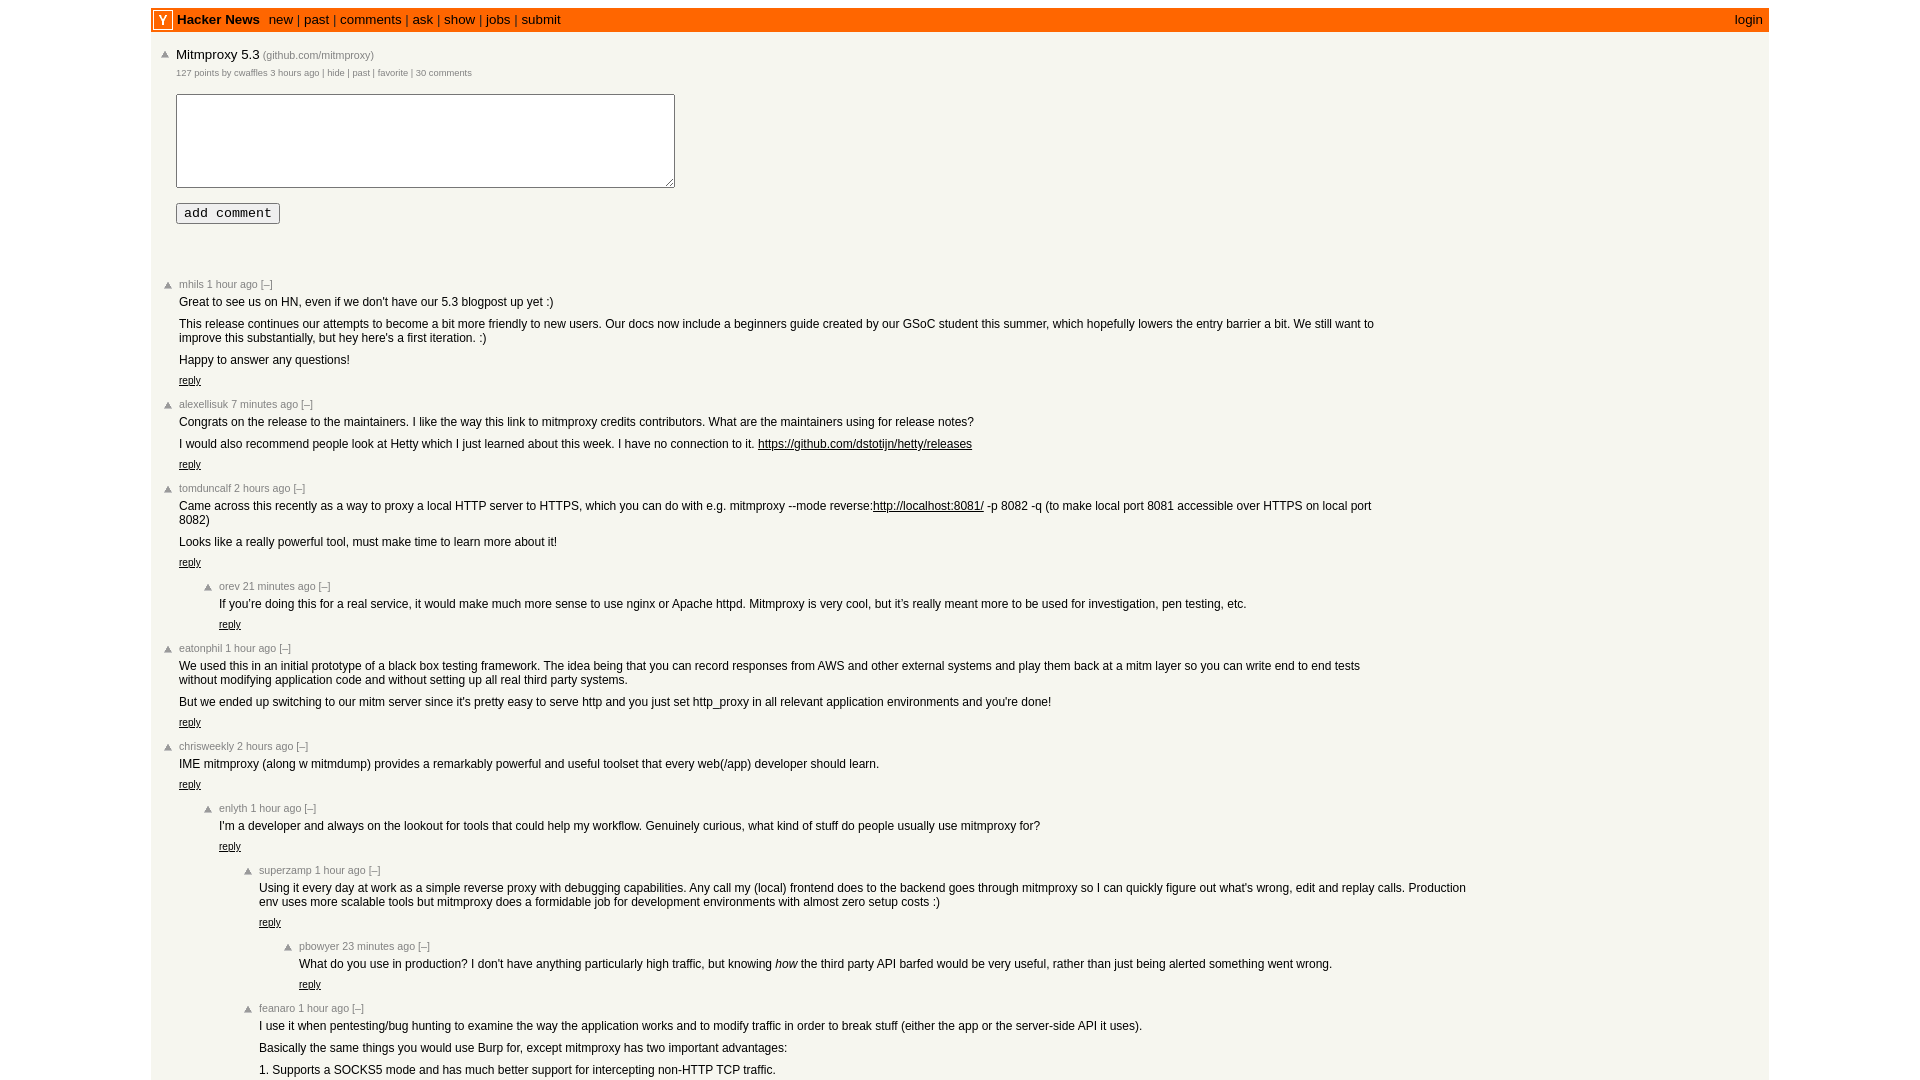 Y Hacker News new | past | comments | ask | show | jobs | submit login
Mitmproxy 5.3 (github.com/mitmproxy)
127 points by cwaffles 3 hours ago | hide | past | favorite | 30 comments
add comment
mhils 1 hour ago [–]
Great to see us on HN, even if we don't have our 5.3 blogpost up yet :)
This release continues our attempts to become a bit more friendly to new users. Our docs now include a beginners guide created by our GSoC student this summer, which hopefully lowers the entry barrier a bit. We still want to
improve this substantially, but hey here's a first iteration. :)
Happy to answer any questions!
reply
alexellisuk 7 minutes ago [–]
Congrats on the release to the maintainers. I like the way this link to mitmproxy credits contributors. What are the maintainers using for release notes?
I would also recommend people look at Hetty which I just learned about this week. I have no connection to it. https://github.com/dstotijn/hetty/releases
reply
tomduncalf 2 hours ago [–]
Came across this recently as a way to proxy a local HTTP server to HTTPS, which you can do with e.g. mitmproxy --mode reverse:http://localhost:8081/ -p 8082 -q (to make local port 8081 accessible over HTTPS on local port
8082)
Looks like a really powerful tool, must make time to learn more about it!
reply
orev 21 minutes ago [–]
If you’re doing this for a real service, it would make much more sense to use nginx or Apache httpd. Mitmproxy is very cool, but it’s really meant more to be used for investigation, pen testing, etc.
reply
eatonphil 1 hour ago [–]
We used this in an initial prototype of a black box testing framework. The idea being that you can record responses from AWS and other external systems and play them back at a mitm layer so you can write end to end tests
without modifying application code and without setting up all real third party systems.
But we ended up switching to our mitm server since it's pretty easy to serve http and you just set http_proxy in all relevant application environments and you're done!
reply
chrisweekly 2 hours ago [–]
IME mitmproxy (along w mitmdump) provides a remarkably powerful and useful toolset that every web(/app) developer should learn.
reply
enlyth 1 hour ago [–]
I'm a developer and always on the lookout for tools that could help my workflow. Genuinely curious, what kind of stuff do people usually use mitmproxy for?
reply
superzamp 1 hour ago [–]
Using it every day at work as a simple reverse proxy with debugging capabilities. Any call my (local) frontend does to the backend goes through mitmproxy so I can quickly figure out what's wrong, edit and replay calls. Production
env uses more scalable tools but mitmproxy does a formidable job for development environments with almost zero setup costs :)
reply
pbowyer 23 minutes ago [–]
What do you use in production? I don't have anything particularly high traffic, but knowing how the third party API barfed would be very useful, rather than just being alerted something went wrong.
reply
feanaro 1 hour ago [–]
I use it when pentesting/bug hunting to examine the way the application works and to modify traffic in order to break stuff (either the app or the server-side API it uses).
Basically the same things you would use Burp for, except mitmproxy has two important advantages:
1. Supports a SOCKS5 mode and has much better support for intercepting non-HTTP TCP traffic.